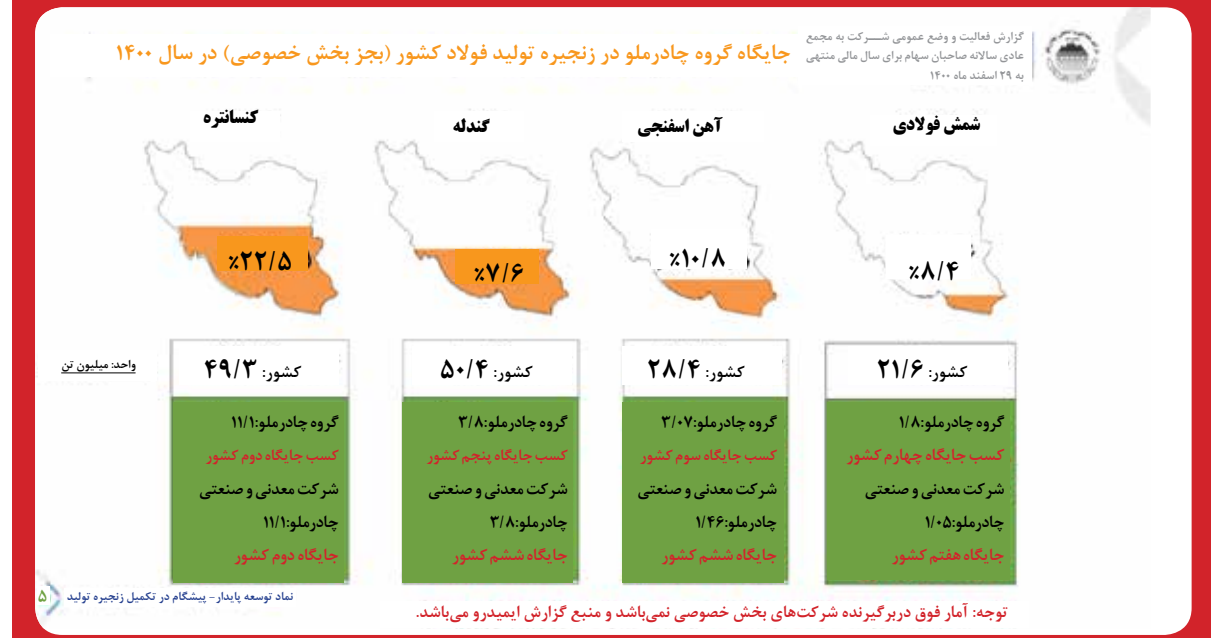 گزارش فعالیت و وضع عمومی شــــرکت به مجمع
عادی سالانه صاحبان سهام برای سال مالی منتهی
به ۲۹ اسفند ماه ۱۴۰۰
جایگاه گروه چادرملو در زنجیره تولید فولاد کشور (بجز بخش خصوصی) در سال ۱۴۰۰
شمش فولادی
٪۸/۴
کشور: ۲۱/۶
گروه چادرملو:۱/۸
کسب جایگاه چهارم کشور
شرکت معدنی و صنعتی
چادرملو:۱/۰۵
جایگاه هفتم کشور
آهن اسفنجی
٪۱۰/۸
کشور: ۲۸/۴
گروه چادرملو:۳/۰۷
کسب جایگاه سوم کشور
شرکت معدنی و صنعتی
چادرملو:۱/۴۶
جایگاه ششم کشور
گندله
٪۷/۶
کشور: ۵۰/۴
گروه چادرملو:۳/۸
کسب جایگاه پنجم کشور
شرکت معدنی و صنعتی
چادرملو:۳/۸
جایگاه ششم کشور
کنسانتره
٪۲۲/۵
کشور: ۴۹/۳
گروه چادرملو:۱۱/۱
کسب جایگاه دوم کشور
شرکت معدنی و صنعتی
چادرملو:۱۱/۱
جایگاه دوم کشور
واحد: میلیون تن
توجه: آمار فوق دربرگیرنده شرکت‌های بخش خصوصی نمی‌باشد و منبع گزارش ایمیدرو می‌باشد.
نماد توسعه پایدار- پیشگام در تکمیل زنجیره تولید
۵